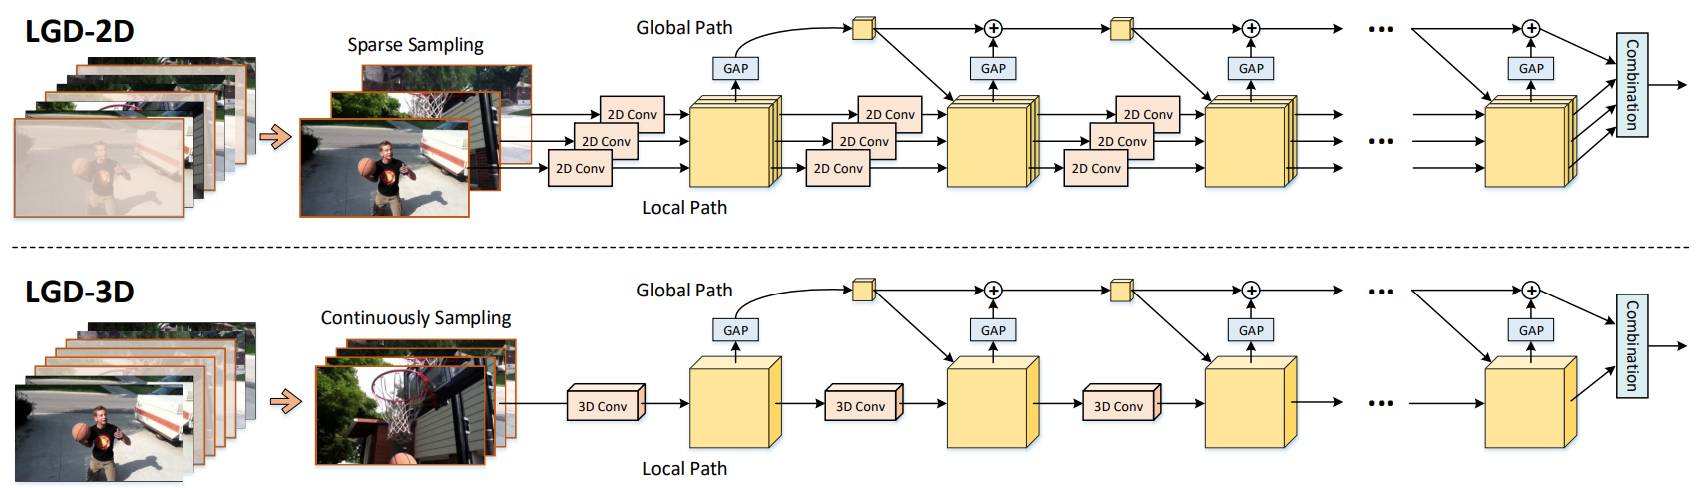 LGD-2D
Sparse Sampling
Global Path
GAP
GAP
GAP
•••
GAP
2D Conv
2D Conv
2D Conv
2D Conv
2D Conv
2D Conv
2D Conv
2D Conv
2D Conv
•••
Combination
Local Path
LGD-3D
Continuously Sampling
Global Path
GAP
GAP
GAP
•••
GAP
3D Conv
3D Conv
3D Conv
•••
Combination
Local Path